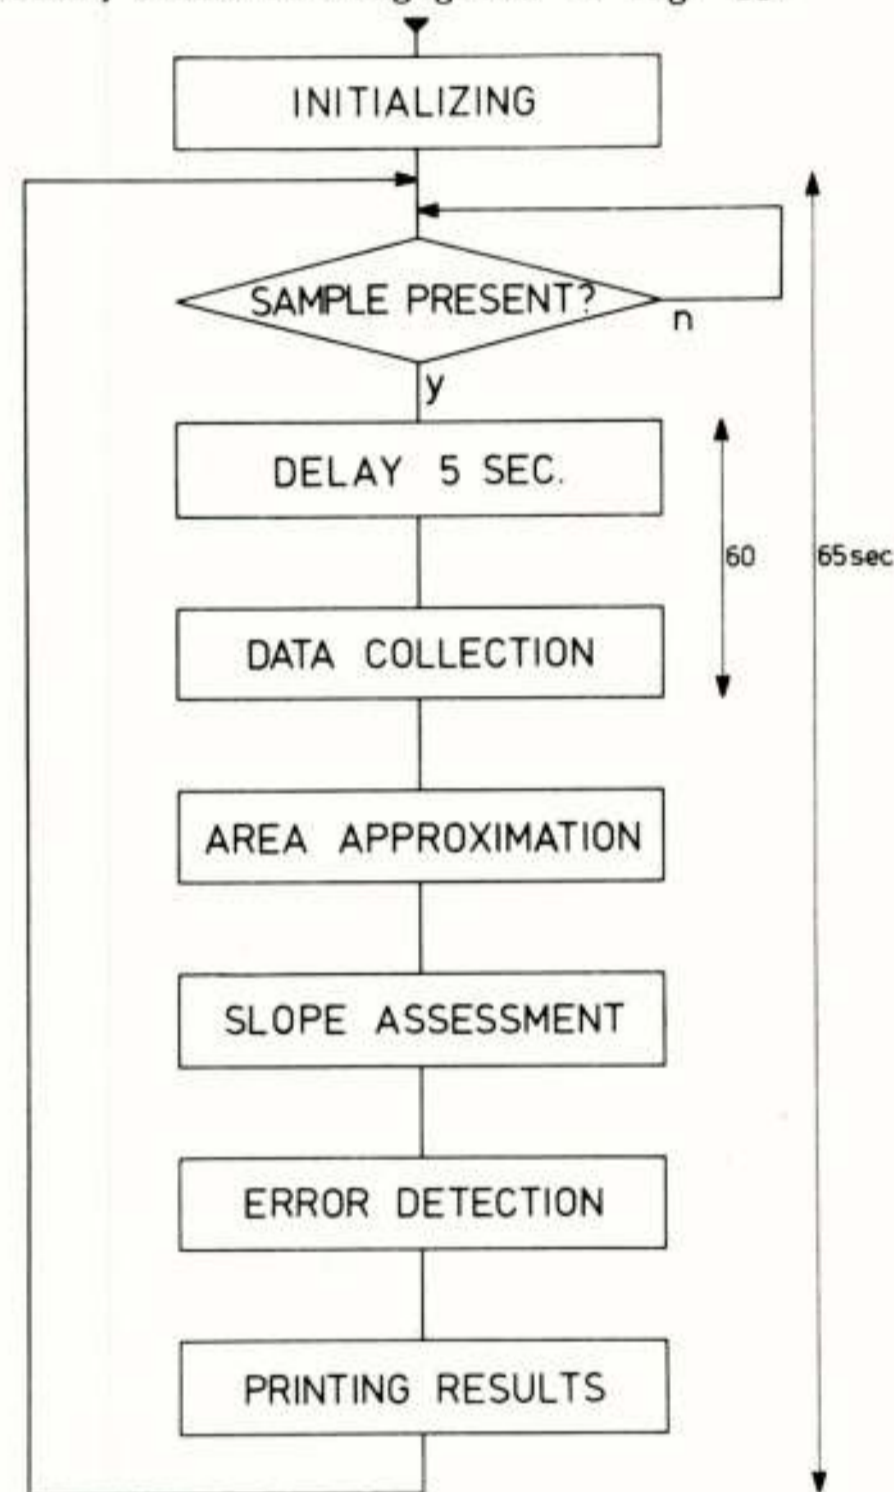 INITIALIZING
SAMPLE PRESENT?
n
y
DELAY 5 SEC.
60
65sec
DATA COLLECTION
AREA APPROXIMATION
SLOPE ASSESSMENT
ERROR DETECTION
PRINTING RESULTS